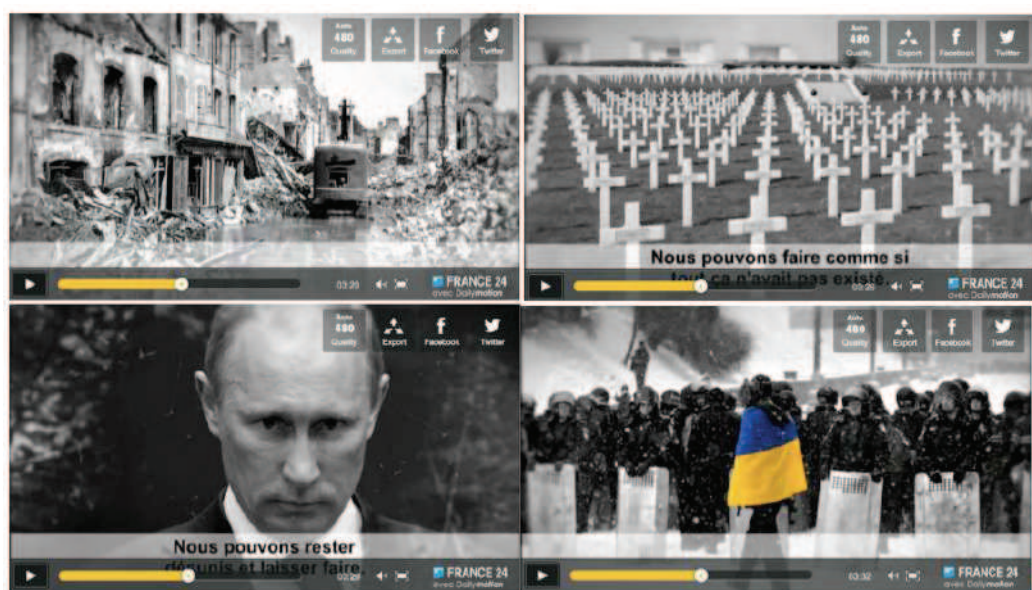 Auto
480
Quality
Export
Facebook
Twitter
03:28
FRANCE 24
avec Dailymotion
Auto
480
Quality
Export
Facebook
Twitter
Nous pouvons faire comme si
tout ça n'avait pas existé.
03:28
FRANCE 24
avec Dailymotion
Auto
480
Quality
Export
Facebook
Twitter
Nous pouvons rester
et laisser faire.
FRANCE 24
avec Dailymotion
Auto
480
Quality
Export
Facebook
Twitter
03:32
FRANCE 24
avec Dailymotion